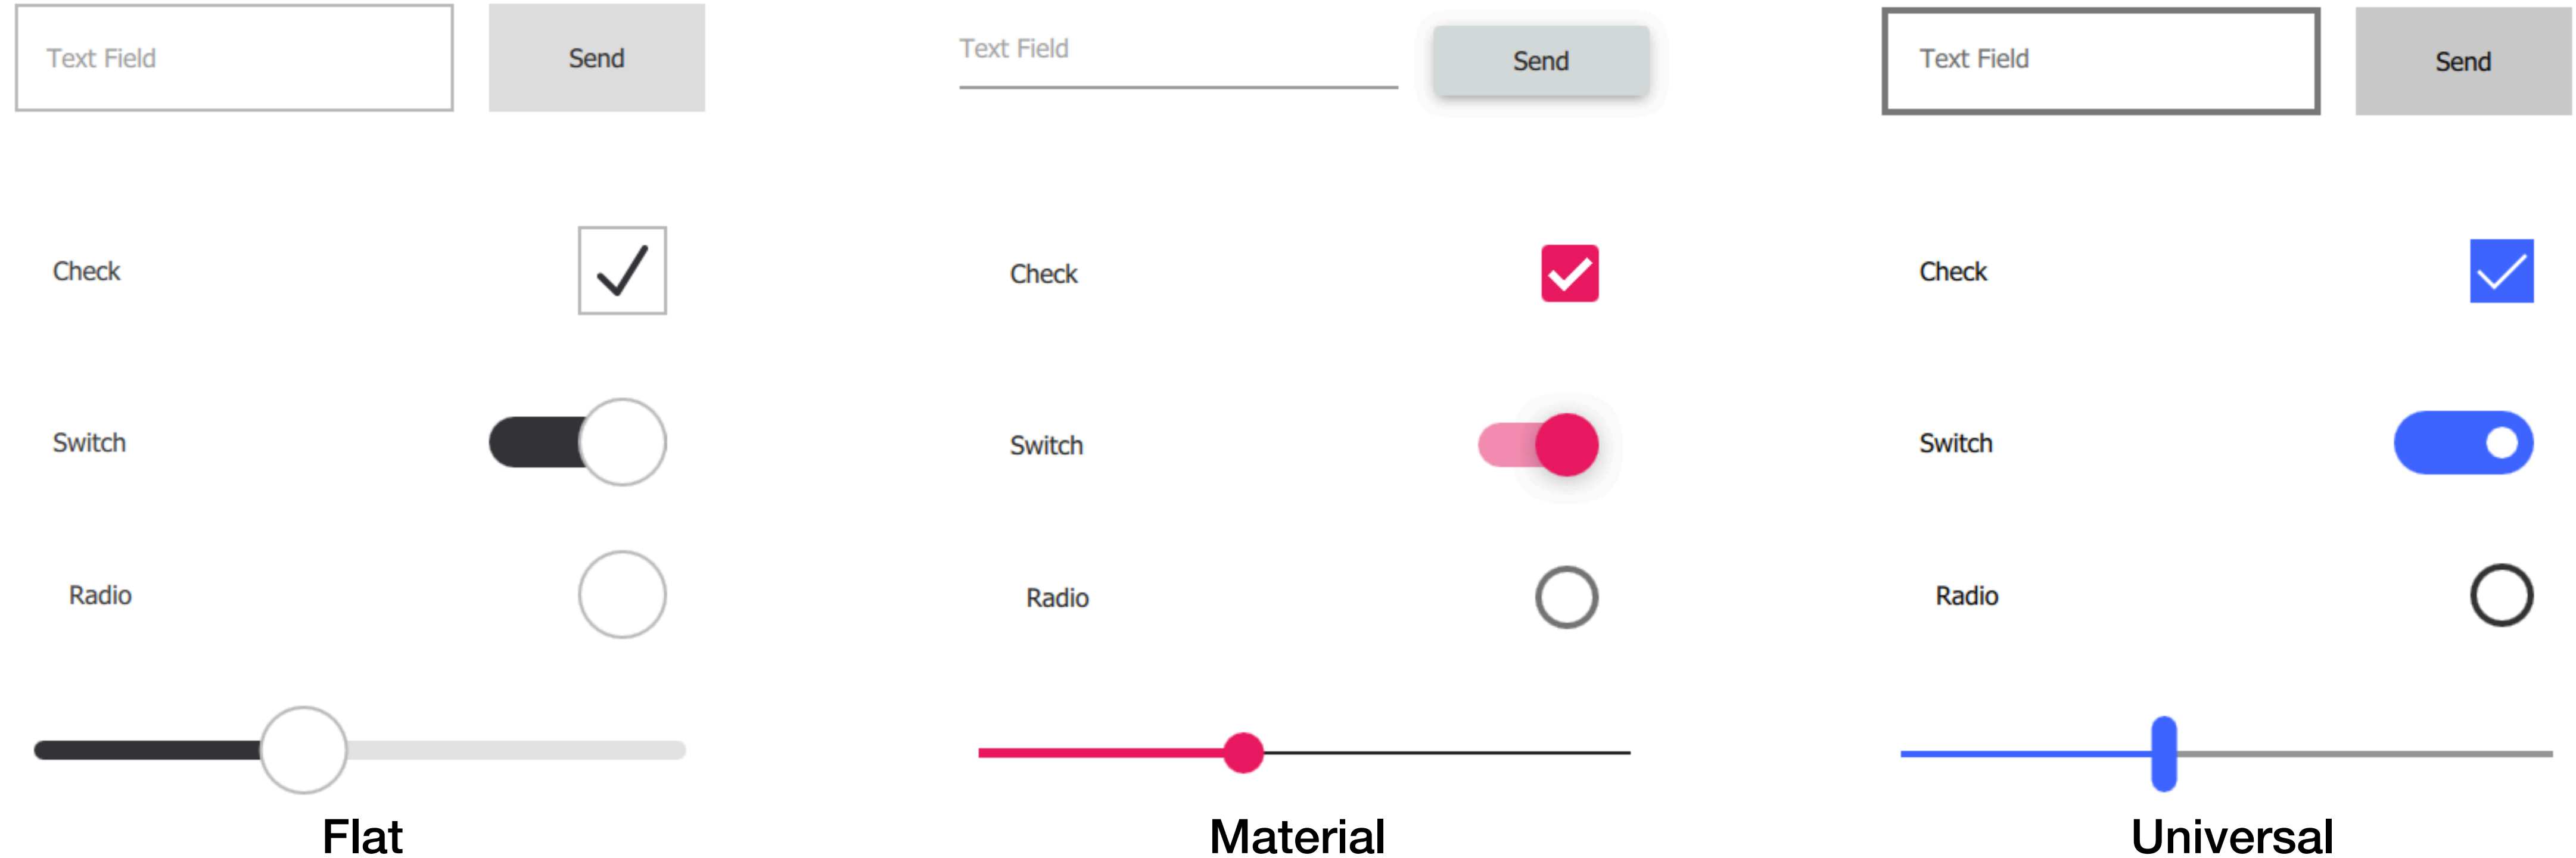 Text Field
Send
Check
Switch
Radio
Flat
Text Field
Send
Check
Switch
Radio
Material
Text Field
Send
Check
Switch
Radio
Universal